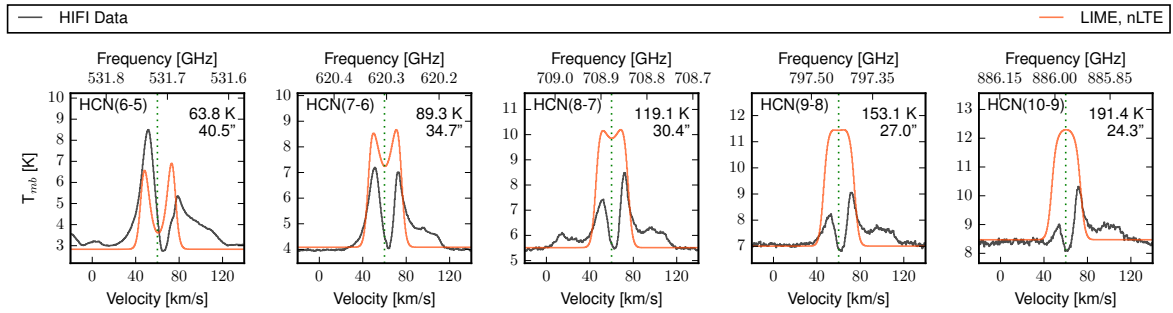 HIFI Data
LIME, nLTE
Frequency [GHz]
531.8 531.7 531.6
HCN(6-5)
63.8 K
40.5”
T_mb [K]
10
9
8
7
6
5
4
3
0 40 80 120
Velocity [km/s]
Frequency [GHz]
620.4 620.3 620.2
HCN(7-6)
89.3 K
34.7”
10
9
8
7
6
5
4
0 40 80 120
Velocity [km/s]
Frequency [GHz]
709.0 708.9 708.8 708.7
HCN(8-7)
119.1 K
30.4”
11
10
9
8
7
6
5
0 40 80 120
Velocity [km/s]
Frequency [GHz]
797.50 797.35
HCN(9-8)
153.1 K
27.0”
12
11
10
9
8
7
0 40 80 120
Velocity [km/s]
Frequency [GHz]
886.15 886.00 885.85
HCN(10-9)
191.4 K
24.3”
13
12
11
10
9
8
0 40 80 120
Velocity [km/s]